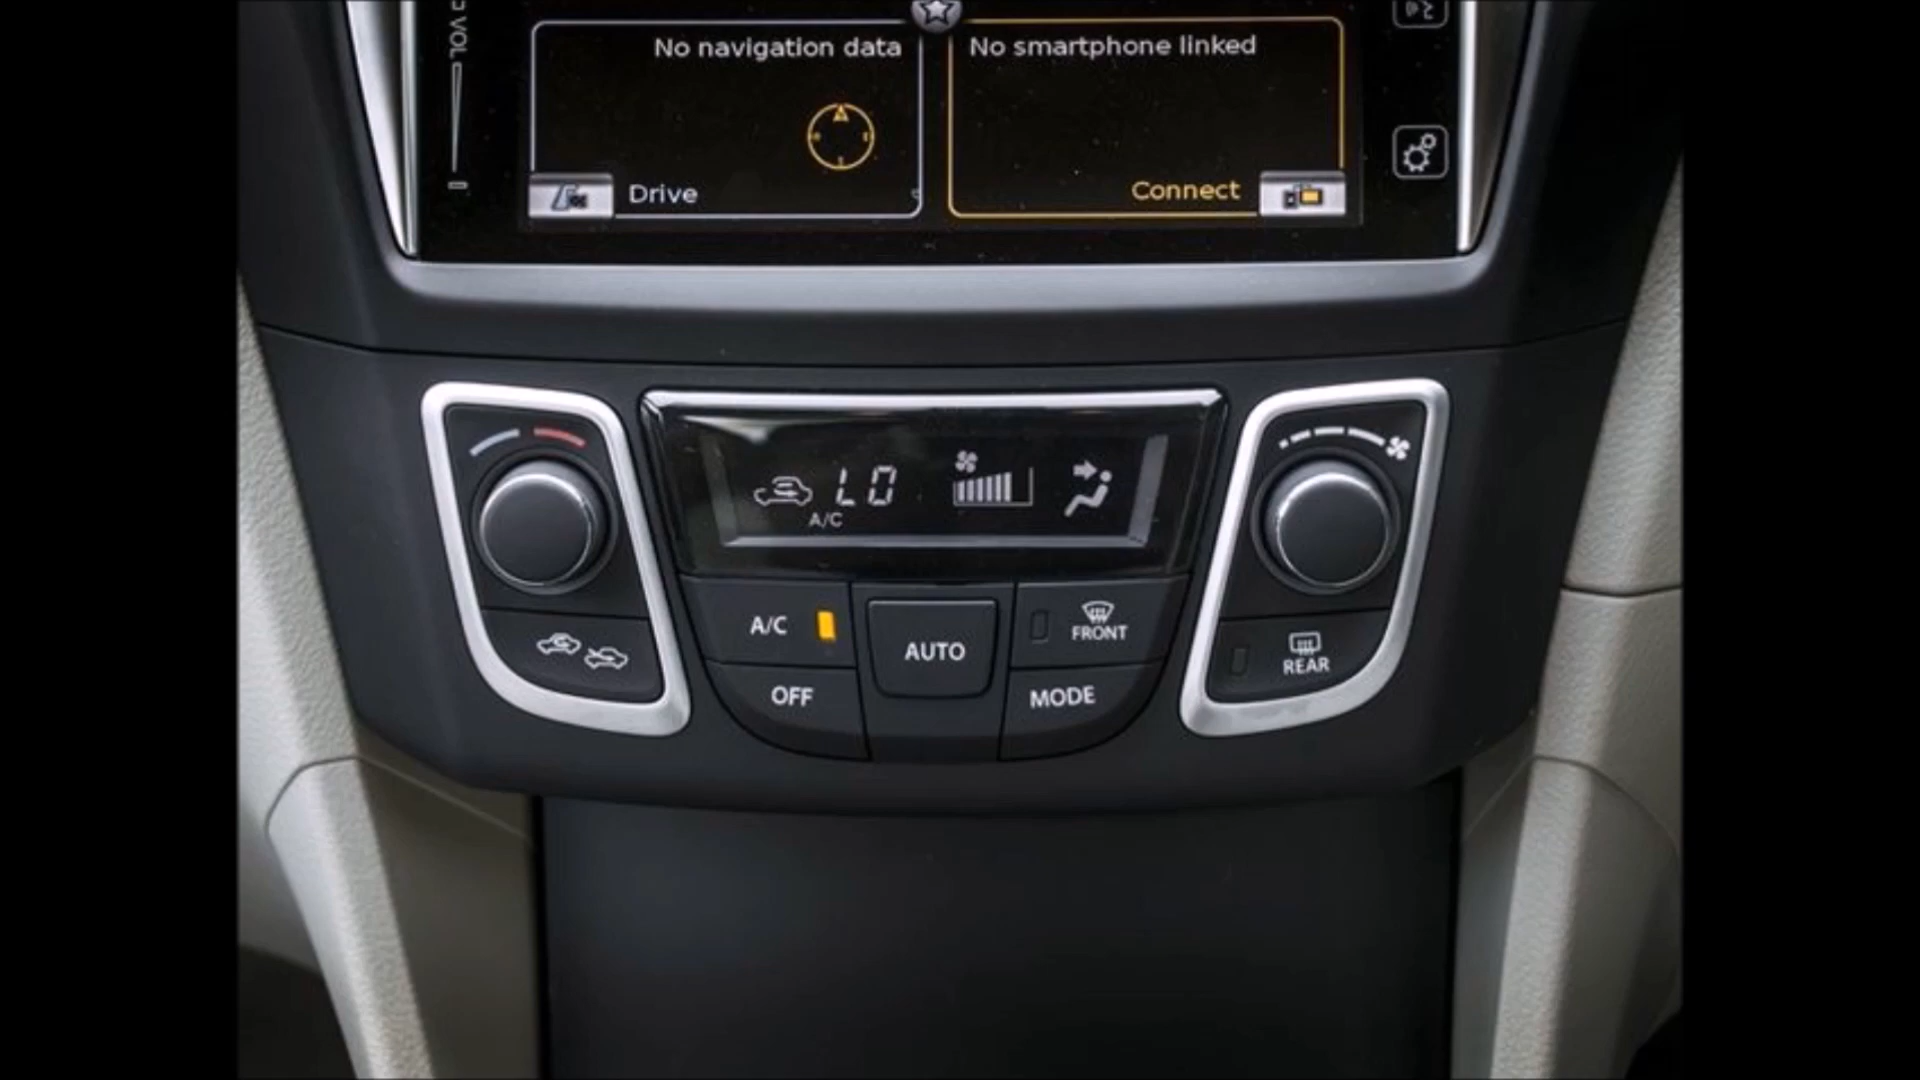 VOL
No navigation data
No smartphone linked
Drive
Connect
LO
A/C
A/C
AUTO
FRONT
OFF
MODE
REAR